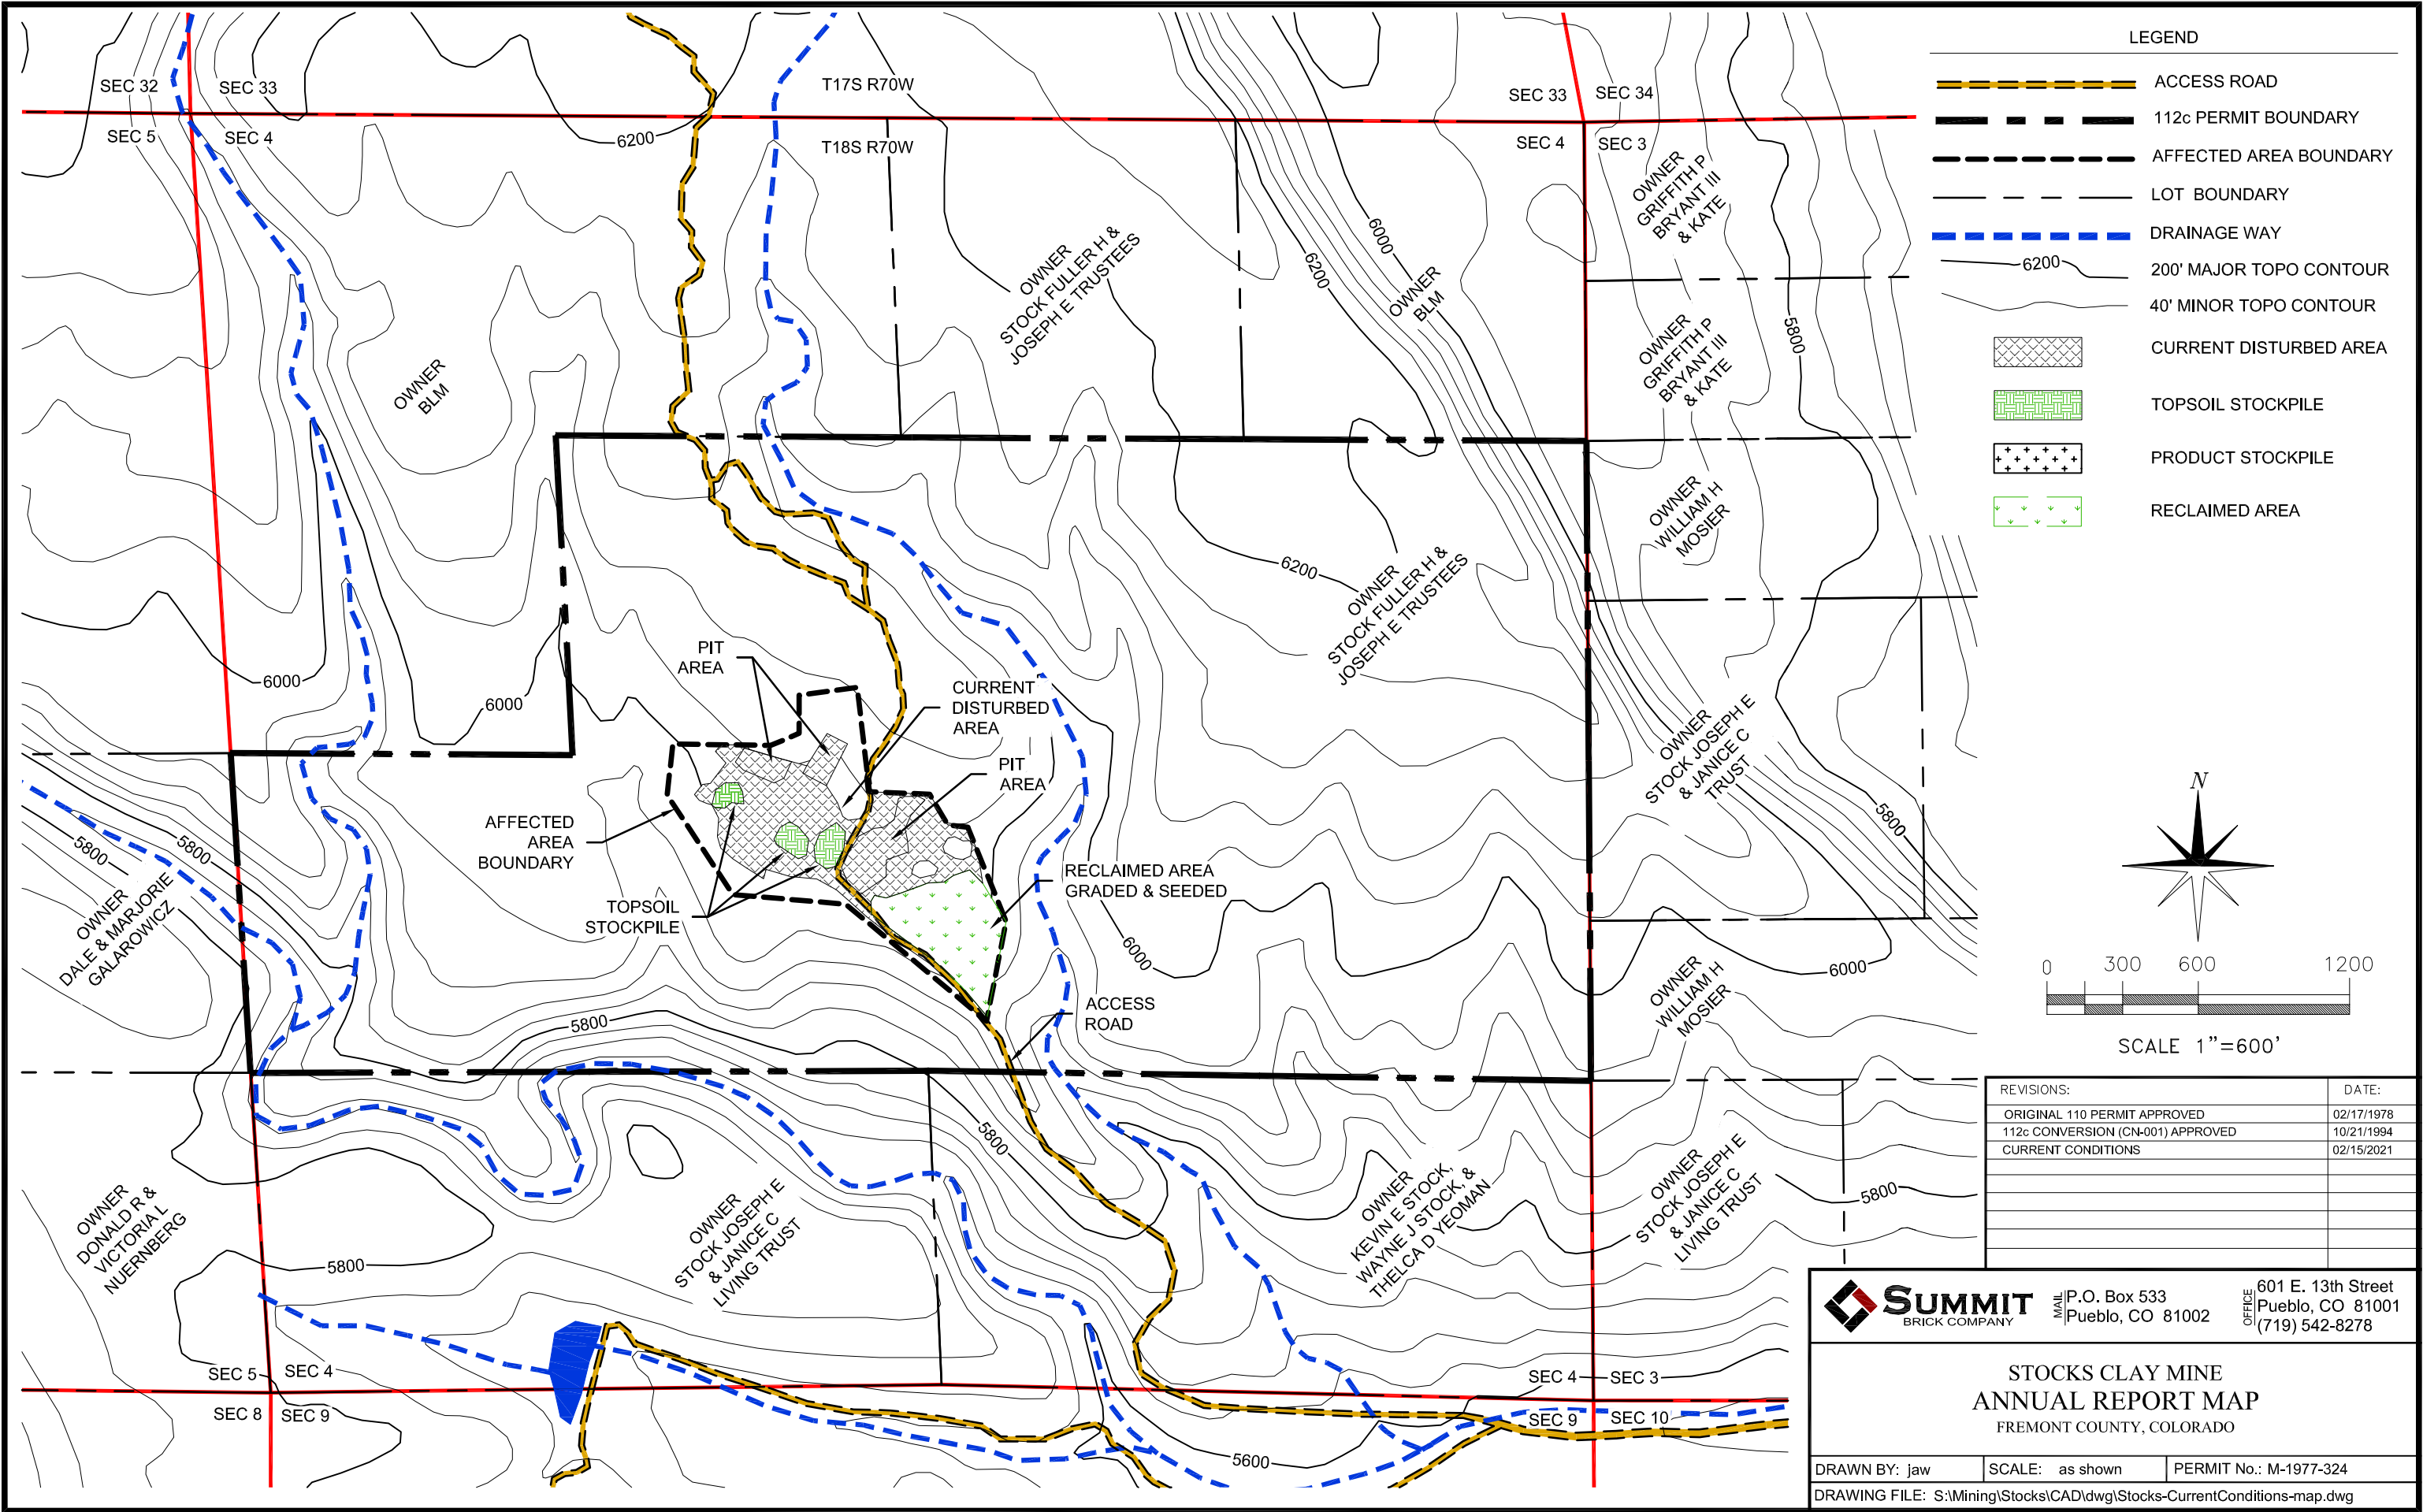 SEC 32
SEC 33
SEC 5
SEC 4
T17S R70W
T18S R70W
6200
SEC 33
SEC 34
SEC 4
SEC 3
OWNER
BLM
OWNER
STOCK FULLER H &
JOSEPH E TRUSTEES
6000
6200
OWNER
BLM
OWNER
GRIFFITH P
BRYANT III
& KATE
OWNER
GRIFFITH P
BRYANT III
& KATE
5800
OWNER
WILLIAM H
MOSIER
6200
OWNER
STOCK FULLER H &
JOSEPH E TRUSTEES
6000
6000
PIT
AREA
CURRENT
DISTURBED
AREA
PIT
AREA
OWNER
STOCK JOSEPH E
& JANICE C
TRUST
5800
5800
5800
AFFECTED
AREA
BOUNDARY
TOPSOIL
STOCKPILE
RECLAIMED AREA
GRADED & SEEDED
OWNER
DALE & MARJORIE
GALAROWICZ
6000
6000
OWNER
WILLIAM H
MOSIER
ACCESS
ROAD
5800
5800
OWNER
DONALD R &
VICTORIA L
NUERNBERG
OWNER
STOCK JOSEPH E
& JANICE C
LIVING TRUST
OWNER
KEVIN E STOCK,
WAYNE J STOCK, &
THELCA D YEOMAN
OWNER
STOCK JOSEPH E
& JANICE C
LIVING TRUST
5800
5800
SEC 5
SEC 4
SEC 8
SEC 9
SEC 4
SEC 3
SEC 9
SEC 10
5600
LEGEND
ACCESS ROAD
112c PERMIT BOUNDARY
AFFECTED AREA BOUNDARY
LOT BOUNDARY
DRAINAGE WAY
6200
200' MAJOR TOPO CONTOUR
40' MINOR TOPO CONTOUR
CURRENT DISTURBED AREA
TOPSOIL STOCKPILE
PRODUCT STOCKPILE
RECLAIMED AREA
N
0 300 600 1200
SCALE 1"=600'
REVISIONS: DATE:
ORIGINAL 110 PERMIT APPROVED 02/17/1978
112c CONVERSION (CN-001) APPROVED 10/21/1994
CURRENT CONDITIONS 02/15/2021
SUMMIT
BRICK COMPANY
MAIL
P.O. Box 533
Pueblo, CO 81002
OFFICE
601 E. 13th Street
Pueblo, CO 81001
(719) 542-8278
STOCKS CLAY MINE
ANNUAL REPORT MAP
FREMONT COUNTY, COLORADO
DRAWN BY: jaw
SCALE: as shown
PERMIT No.: M-1977-324
DRAWING FILE: S:\Mining\Stocks\CAD\dwg\Stocks-CurrentConditions-map.dwg